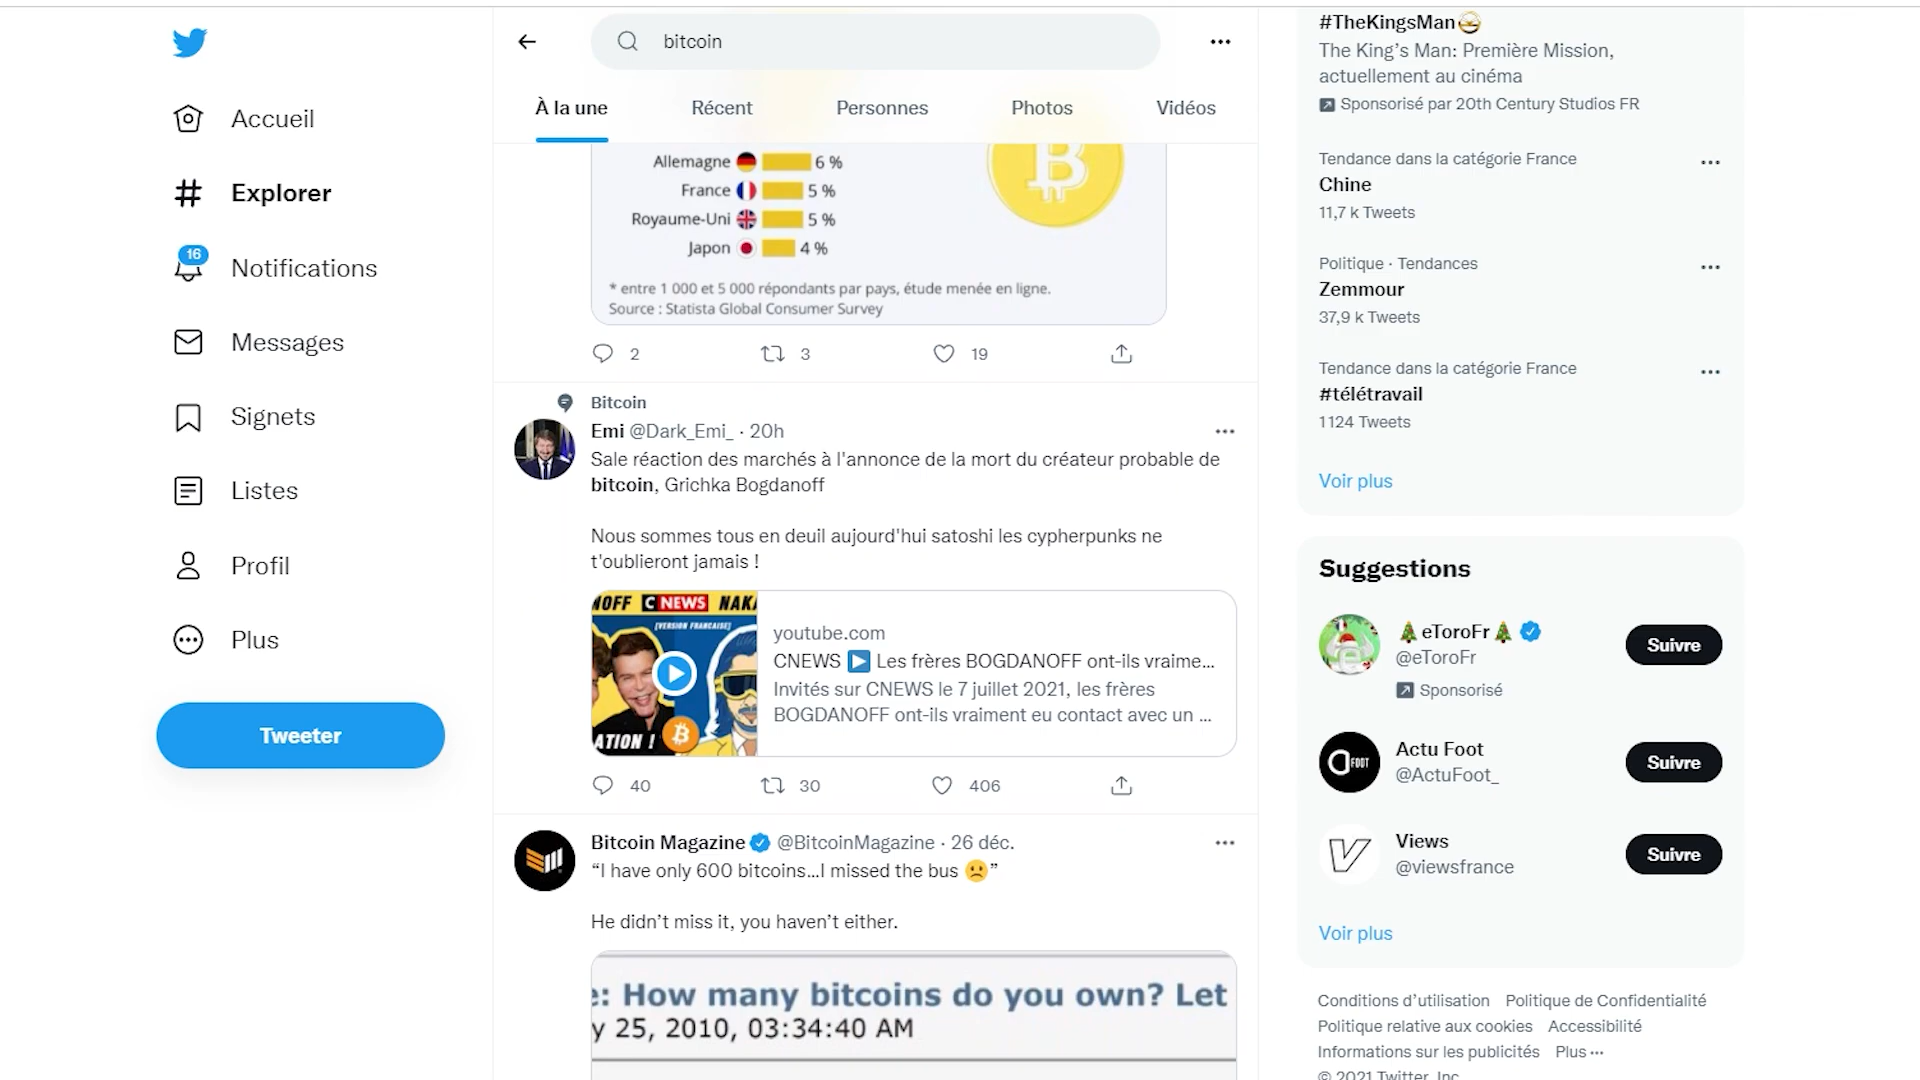 Accueil
Explorer
16
Notifications
Messages
Signets
Listes
Profil
Plus
Tweeter
bitcoin
À la une
Récent
Personnes
Photos
Vidéos
Allemagne 6 %
France 5 %
Royaume-Uni 5 %
Japon 4 %
* entre 1 000 et 5 000 répondants par pays, étude menée en ligne.
Source : Statista Global Consumer Survey
2 3 19
Bitcoin
Emi @Dark_Emi_ · 20h
Sale réaction des marchés à l'annonce de la mort du créateur probable de
bitcoin, Grichka Bogdanoff
Nous sommes tous en deuil aujourd'hui satoshi les cypherpunks ne
t'oublieront jamais !
NOFF CNEWS NAKA
[VERSION FRANCAISE]
ATION !
youtube.com
CNEWS ▶ Les frères BOGDANOFF ont-ils vraime...
Invités sur CNEWS le 7 juillet 2021, les frères
BOGDANOFF ont-ils vraiment eu contact avec un ...
40 30 406
Bitcoin Magazine @BitcoinMagazine · 26 déc.
“I have only 600 bitcoins...I missed the bus 🙁”
He didn’t miss it, you haven’t either.
e: How many bitcoins do you own? Let
y 25, 2010, 03:34:40 AM
#TheKingsMan
The King’s Man: Première Mission,
actuellement au cinéma
Sponsorisé par 20th Century Studios FR
Tendance dans la catégorie France
Chine
11,7 k Tweets
Politique · Tendances
Zemmour
37,9 k Tweets
Tendance dans la catégorie France
#télétravail
1124 Tweets
Voir plus
Suggestions
🎄eToroFr🎄
@eToroFr
Sponsorisé
Suivre
FOOT
Actu Foot
@ActuFoot_
Suivre
Views
@viewsfrance
Suivre
Voir plus
Conditions d’utilisation Politique de Confidentialité
Politique relative aux cookies Accessibilité
Informations sur les publicités Plus ···
© 2021 Twitter, Inc.